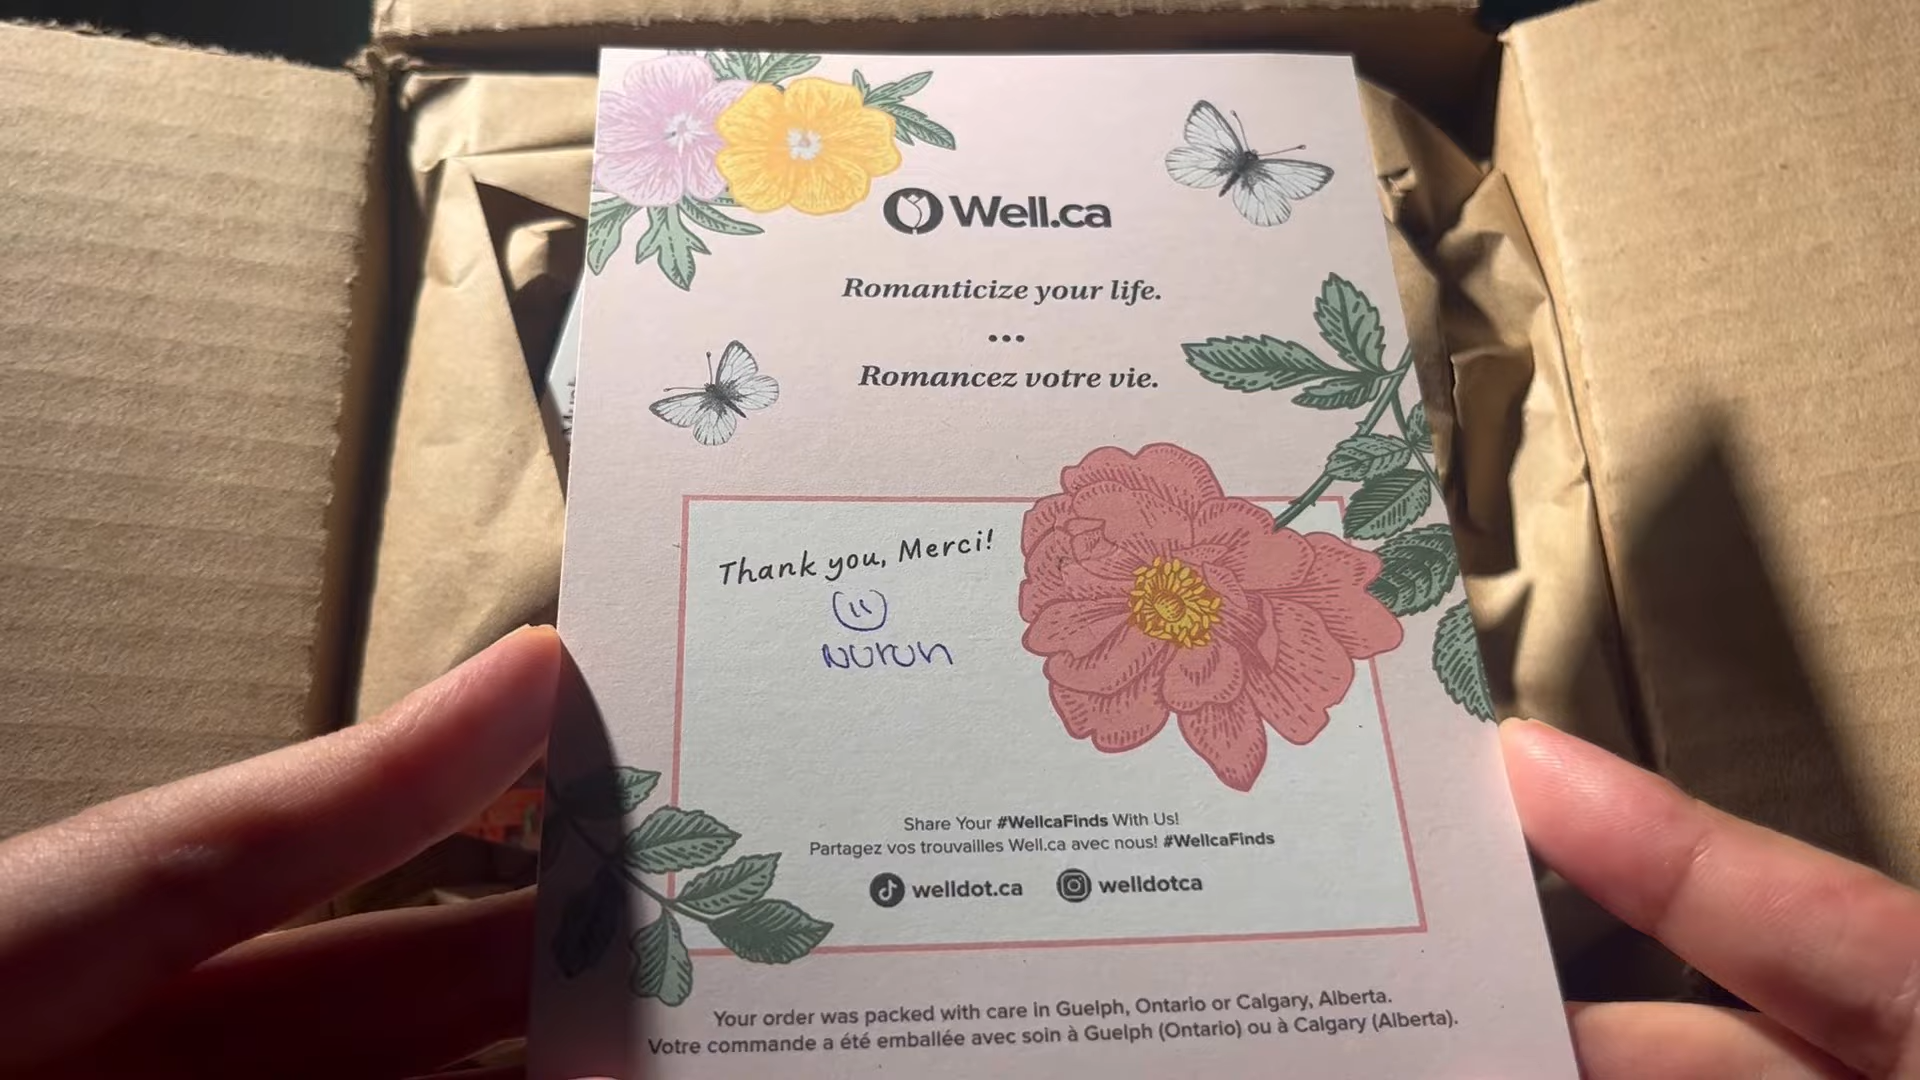 Well.ca
Romanticize your life.
•••
Romancez votre vie.
Thank you, Merci!
Nurun
Share Your #WellcaFinds With Us!
Partagez vos trouvailles Well.ca avec nous! #WellcaFinds
welldot.ca welldotca
Your order was packed with care in Guelph, Ontario or Calgary, Alberta.
Votre commande a été emballée avec soin à Guelph (Ontario) ou à Calgary (Alberta).